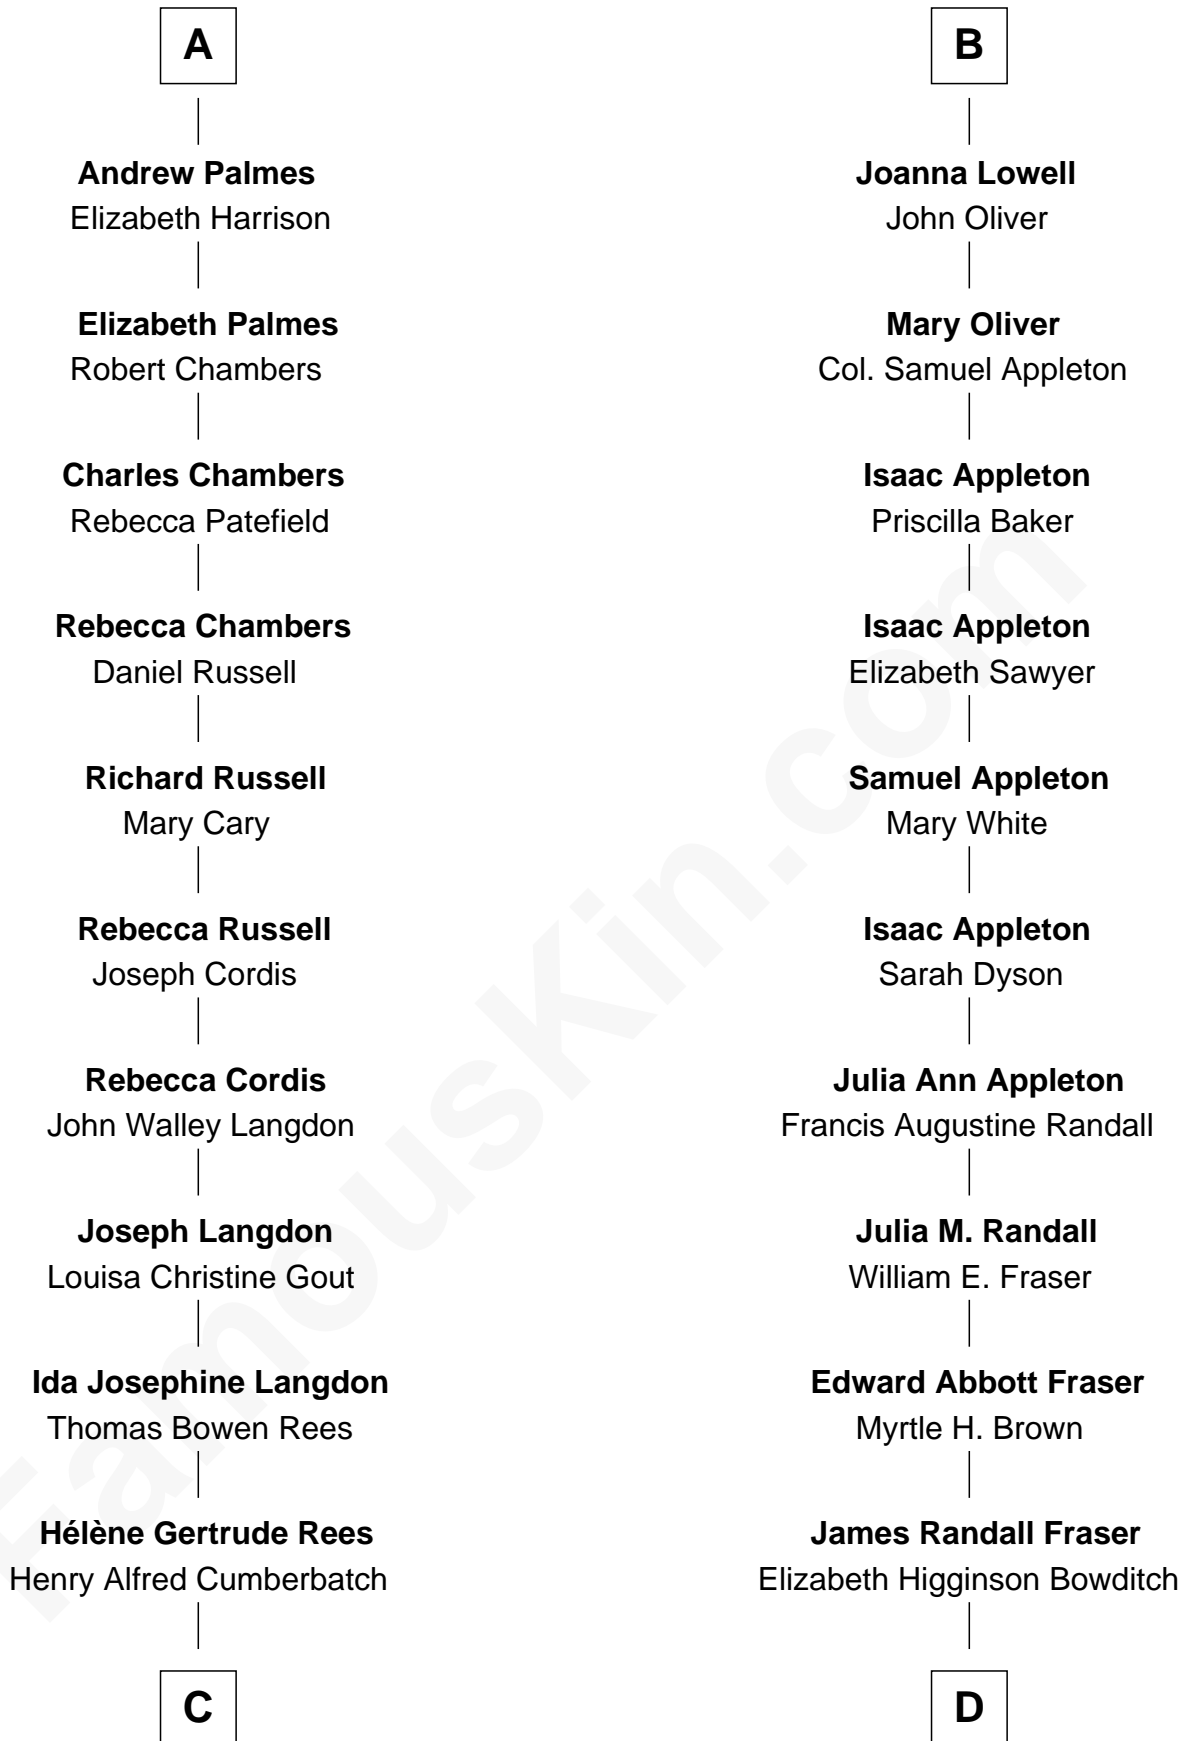 A
Andrew Palmes
Elizabeth Harrison
Elizabeth Palmes
Robert Chambers
Charles Chambers
Rebecca Patefield
Rebecca Chambers
Daniel Russell
Richard Russell
Mary Cary
Rebecca Russell
Joseph Cordis
Rebecca Cordis
John Walley Langdon
Joseph Langdon
Louisa Christine Gout
Ida Josephine Langdon
Thomas Bowen Rees
Hélène Gertrude Rees
Henry Alfred Cumberbatch
C
B
Joanna Lowell
John Oliver
Mary Oliver
Col. Samuel Appleton
Isaac Appleton
Priscilla Baker
Isaac Appleton
Elizabeth Sawyer
Samuel Appleton
Mary White
Isaac Appleton
Sarah Dyson
Julia Ann Appleton
Francis Augustine Randall
Julia M. Randall
William E. Fraser
Edward Abbott Fraser
Myrtle H. Brown
James Randall Fraser
Elizabeth Higginson Bowditch
D
FamousKin.com